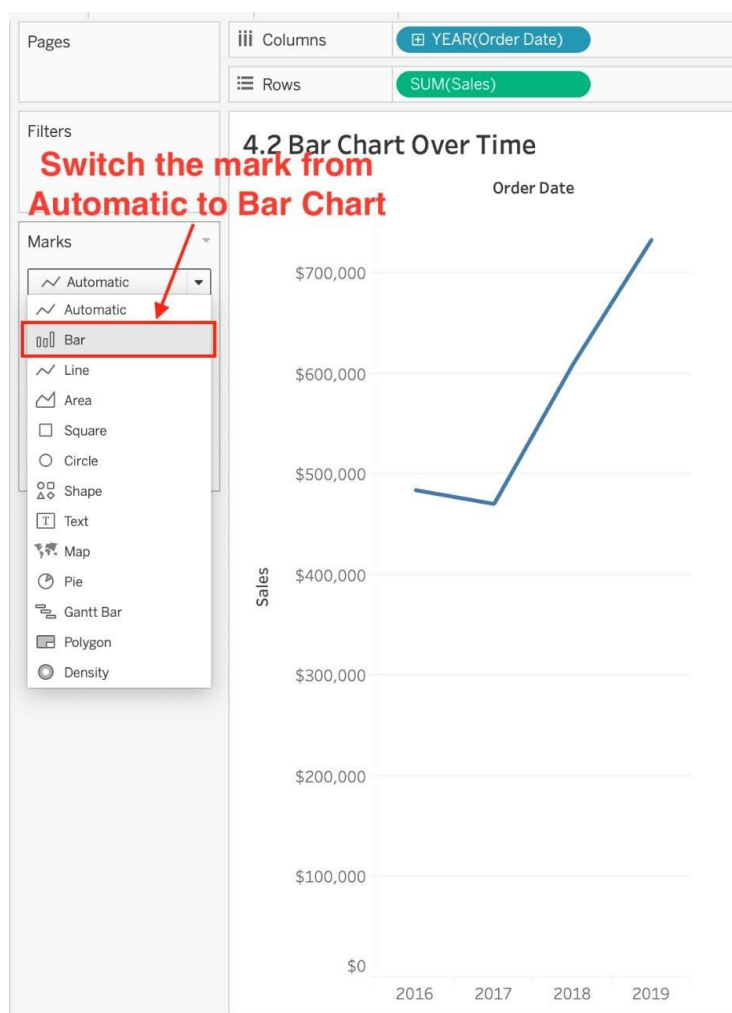 Pages
Columns
YEAR(Order Date)
Rows
SUM(Sales)
Filters
4.2 Bar Chart Over Time
Switch the mark from
Automatic to Bar Chart
Order Date
Marks
Automatic
Automatic
Bar
Line
Area
Square
Circle
Shape
T Text
Map
Pie
Gantt Bar
Polygon
Density
Sales
$700,000
$600,000
$500,000
$400,000
$300,000
$200,000
$100,000
$0
2016 2017 2018 2019